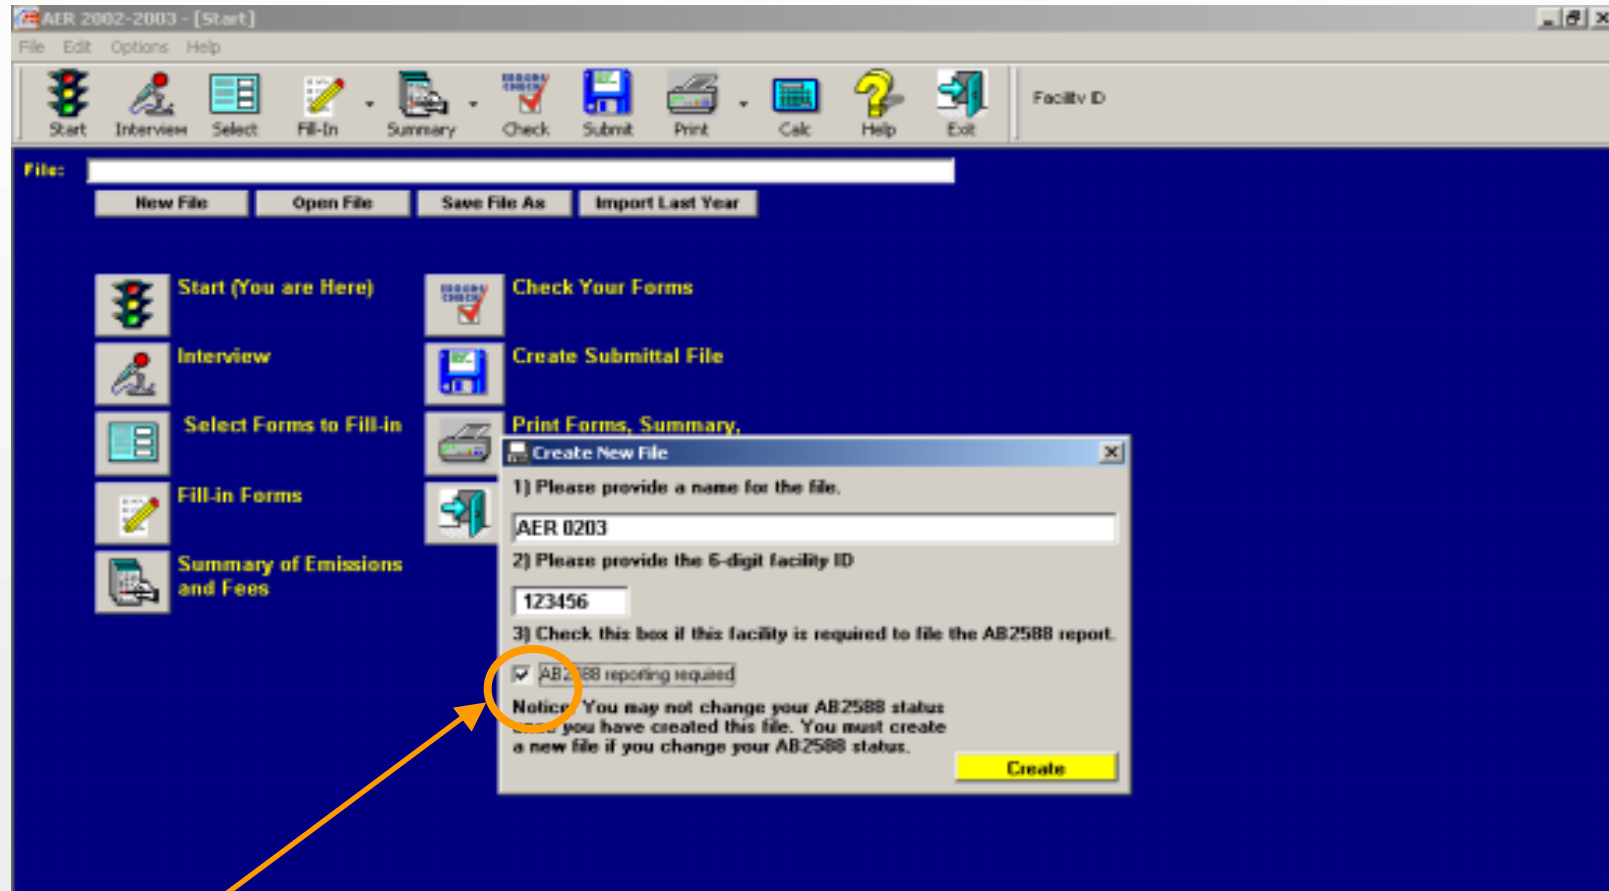 AER 2002-2003 - [Start]
File Edit Options Help
Start Interview Select Fill-In Summary Check Submit Print Calc Help Exit Facility ID
File:
New File Open File Save File As Import Last Year
Start (You are Here)
Check Your Forms
Interview
Create Submittal File
Select Forms to Fill-in
Print Forms, Summary,
Fill-in Forms
Summary of Emissions
and Fees
Create New File
1) Please provide a name for the file.
AER 0203
2) Please provide the 6-digit facility ID
123456
3) Check this box if this facility is required to file the AB2588 report.
AB2588 reporting required
Notice: You may not change your AB2588 status
once you have created this file. You must create
a new file if you change your AB2588 status.
Create